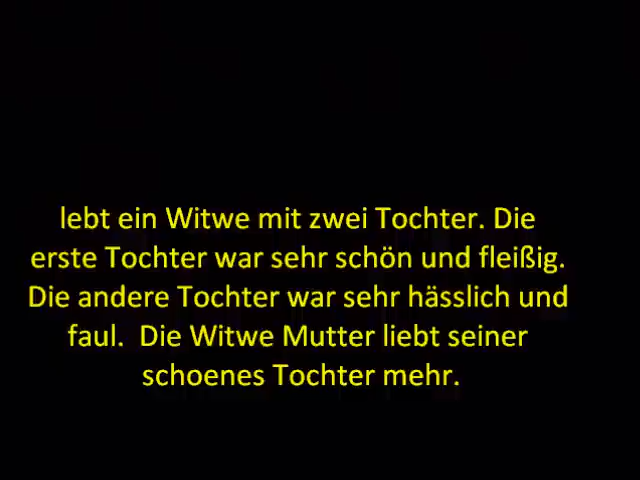 lebt ein Witwe mit zwei Tochter. Die
erste Tochter war sehr schön und fleißig.
Die andere Tochter war sehr hässlich und
faul.  Die Witwe Mutter liebt seiner
schoenes Tochter mehr.